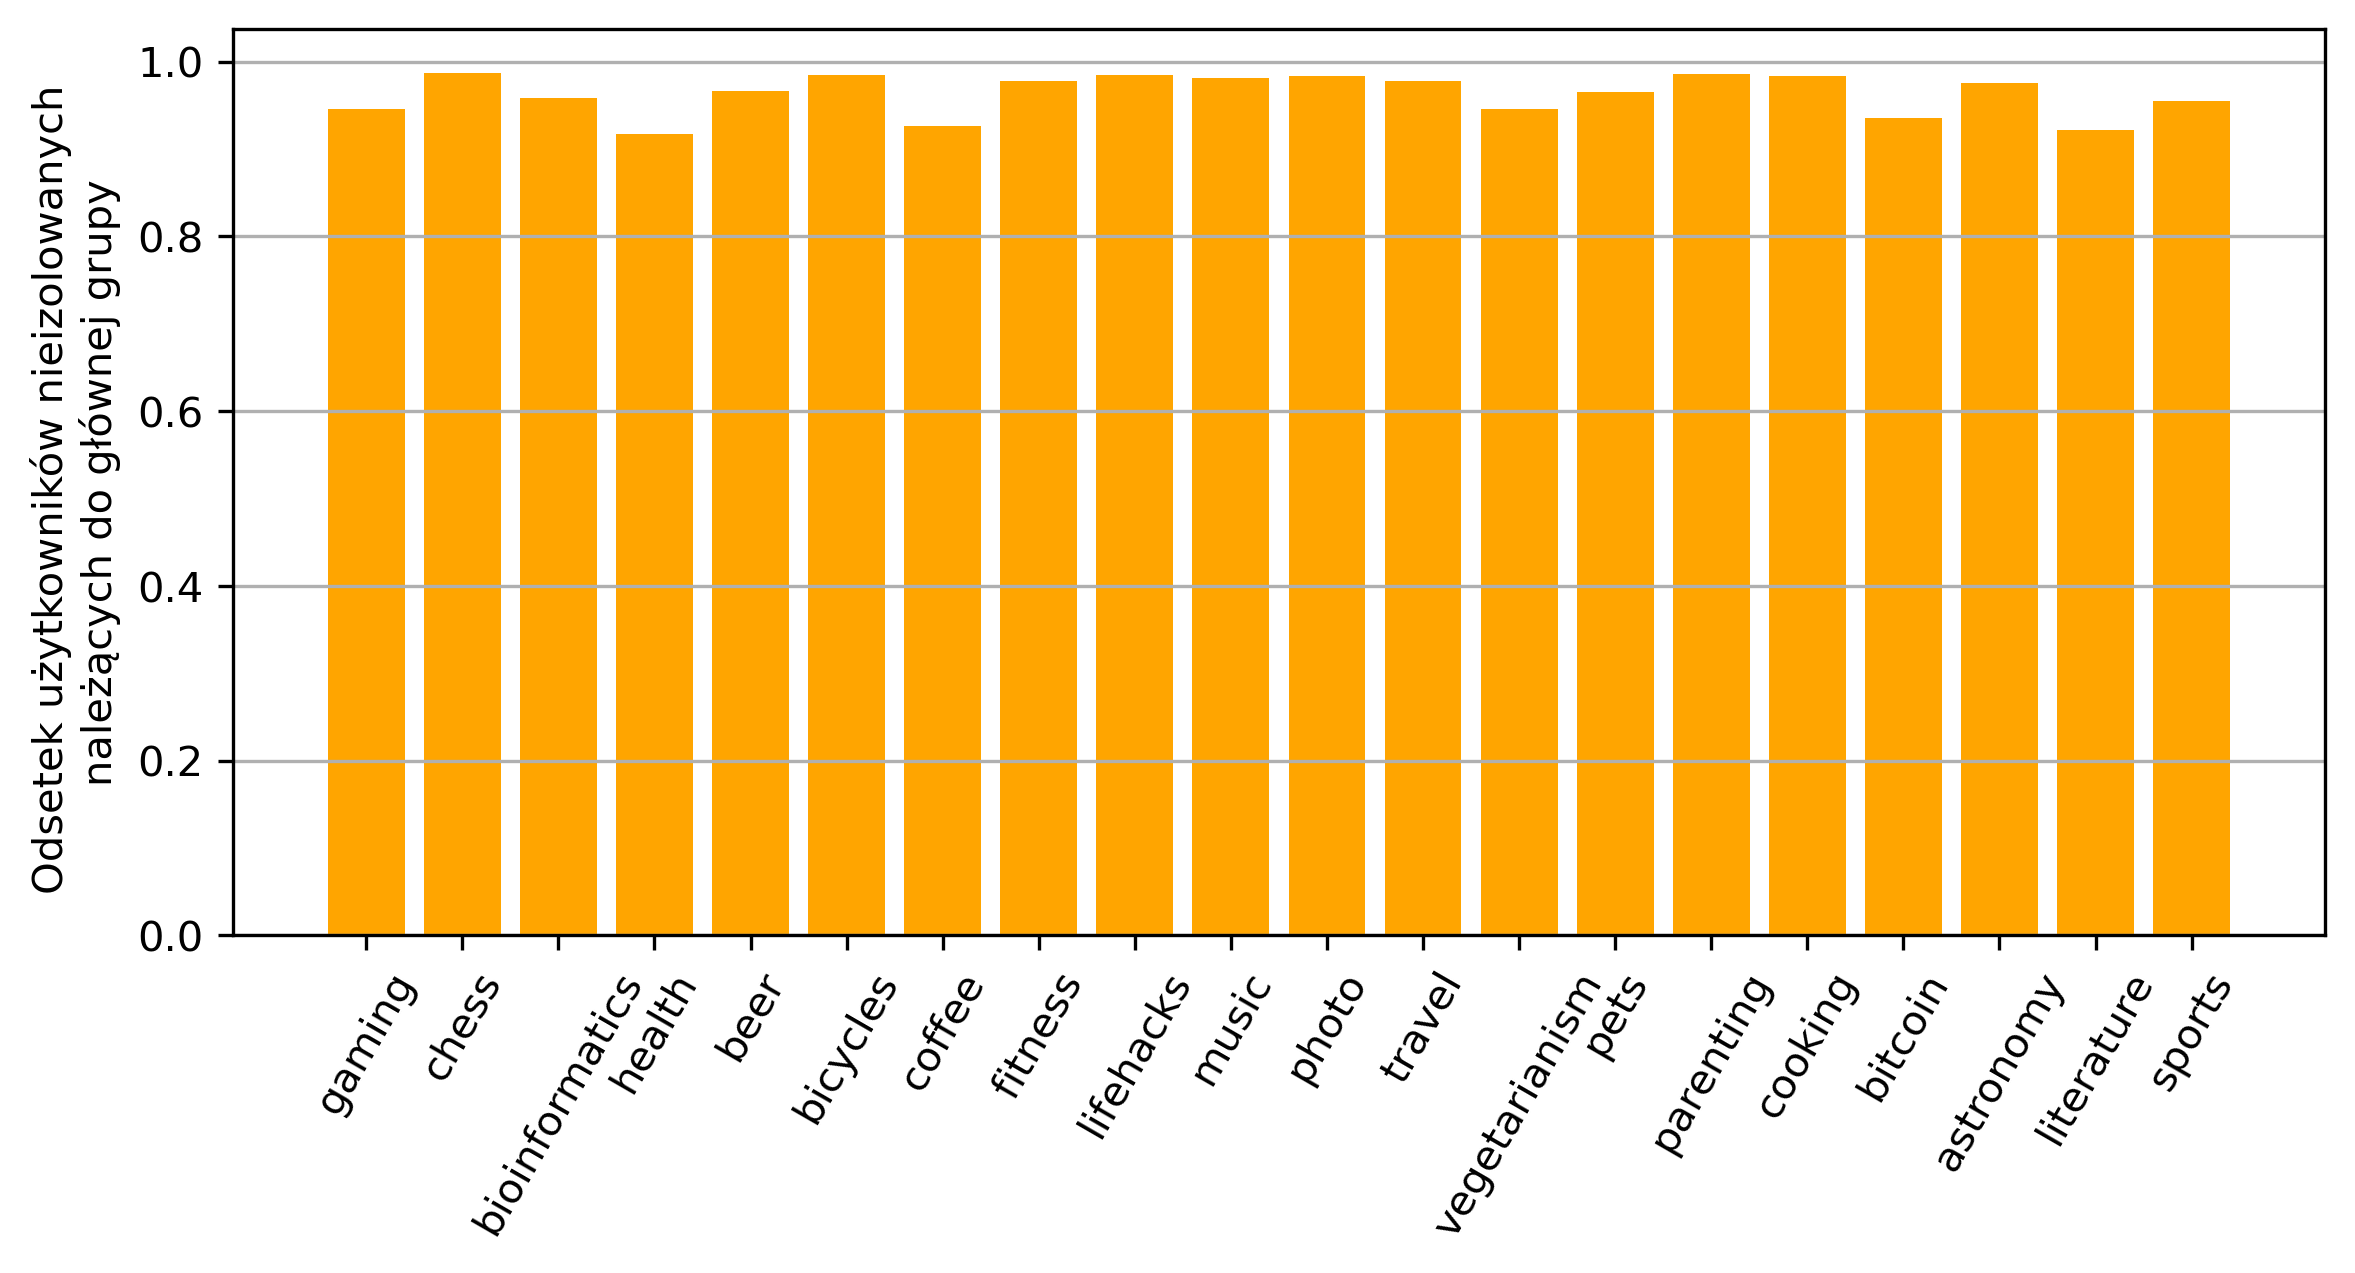 Odsetek użytkowników nieizolowanych
należących do głównej grupy
1.0
0.8
0.6
0.4
0.2
0.0
gaming
chess
bioinformatics
health
beer
bicycles
coffee
fitness
lifehacks
music
photo
travel
vegetarianism
pets
parenting
cooking
bitcoin
astronomy
literature
sports